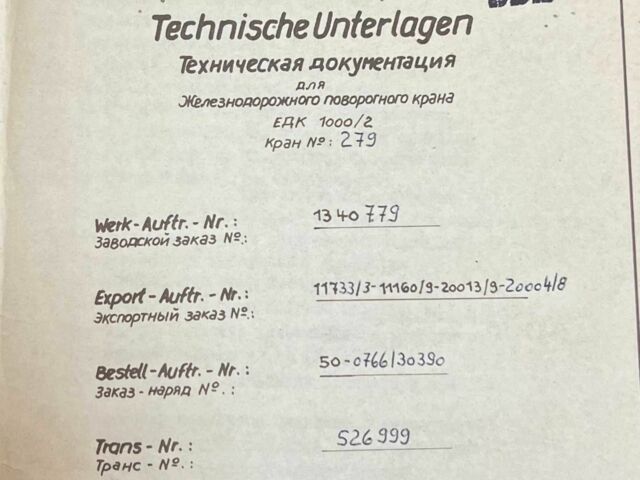 Technische Unterlagen
Техническая документация
для
Железнодорожного поворотного крана
ЕДК 1000/2
Кран №: 279
Werk-Auftr.-Nr.: 1340779
Заводской заказ №.:
Export-Auftr.-Nr.: 11733/3-11160/9-20013/9-20004/8
Экспортный заказ №.:
Bestell-Auftr.-Nr.: 50-0766/30390
Заказ-наряд №.:
Trans-Nr.: 526999
Транс-№.: